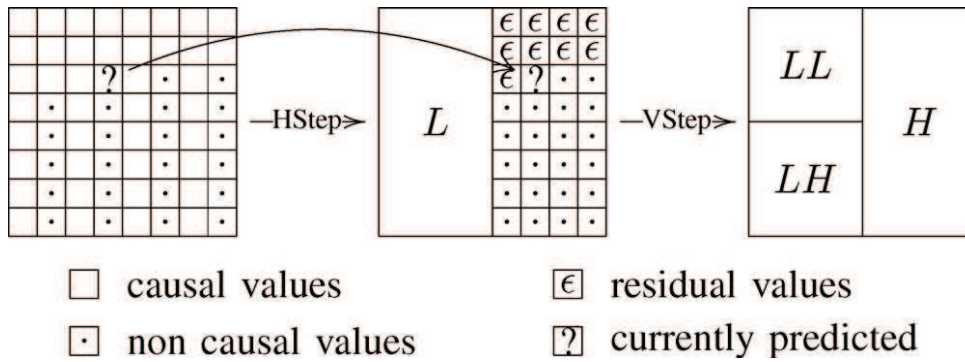 ϵ ϵ ϵ ϵ
ϵ ϵ ϵ ϵ
? ϵ ?
HStep L VStep LL H
LH
causal values ϵ residual values
non causal values ? currently predicted